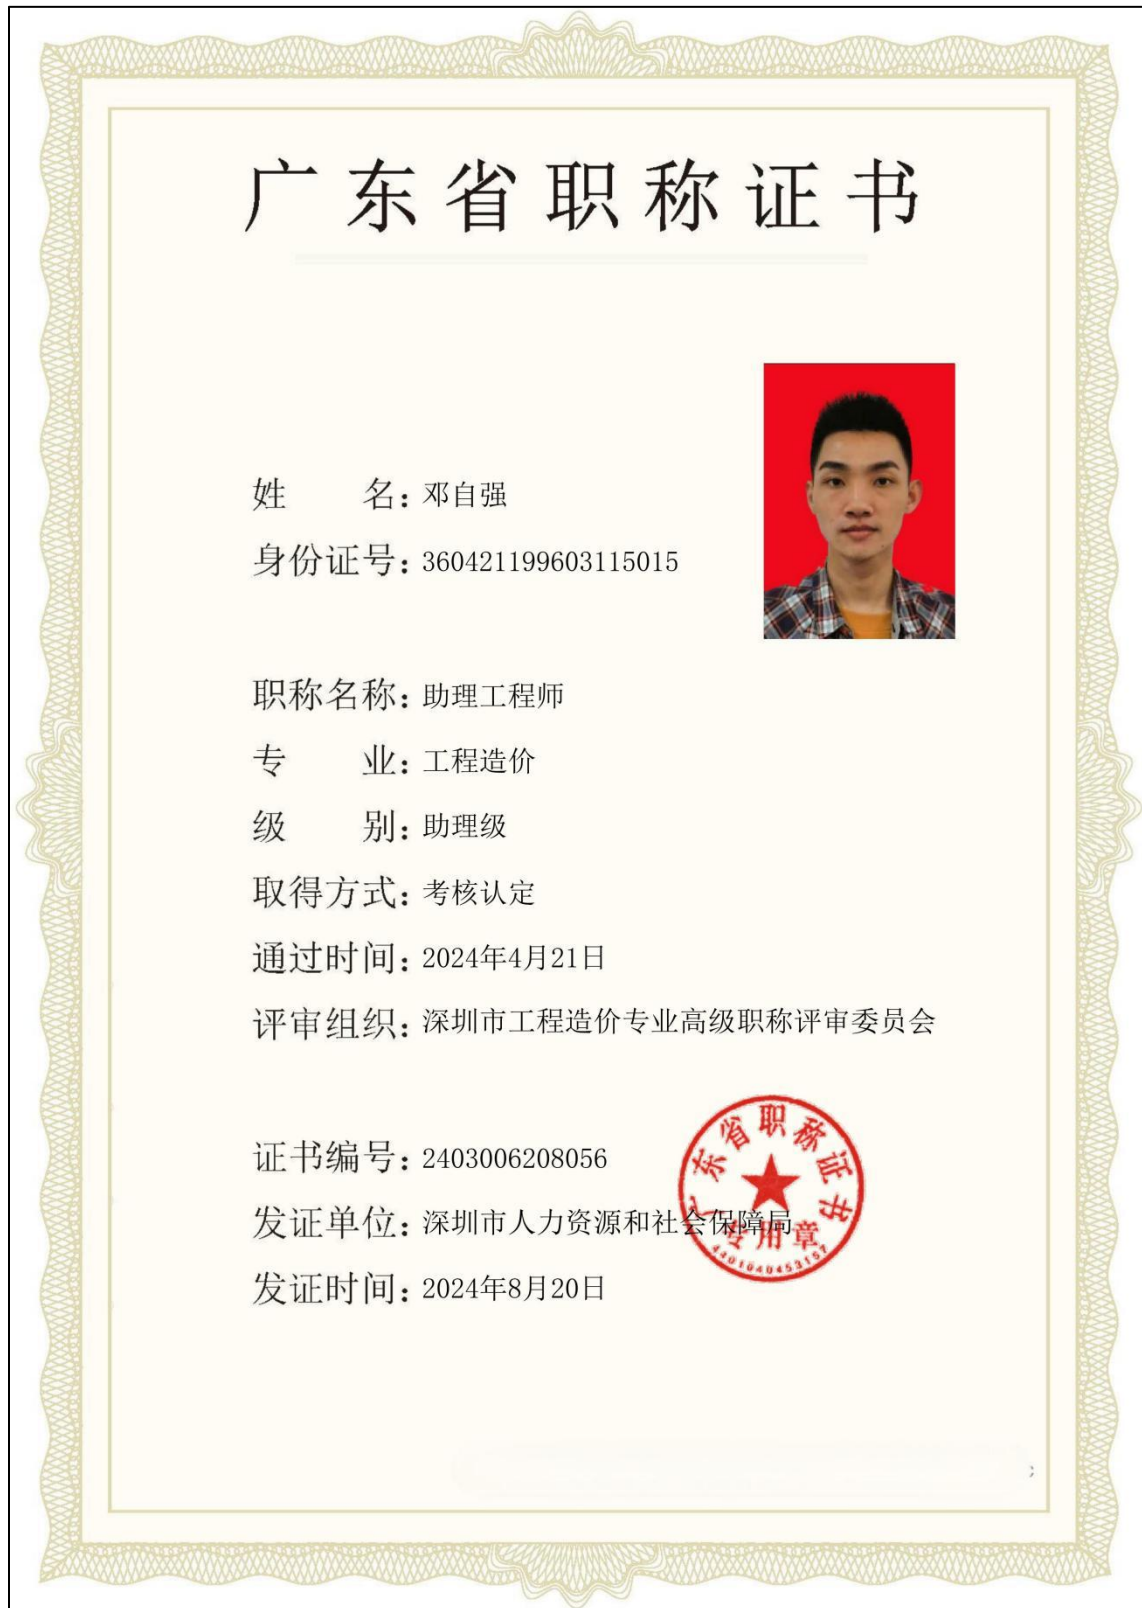 广东省职称证书
姓 名：邓自强
身份证号：360421199603115015
职称名称：助理工程师
专 业：工程造价
级 别：助理级
取得方式：考核认定
通过时间：2024年4月21日
评审组织：深圳市工程造价专业高级职称评审委员会
证书编号：2403006208056
发证单位：深圳市人力资源和社会保障局
发证时间：2024年8月20日
广东省职称证书
专用章
4401040453157